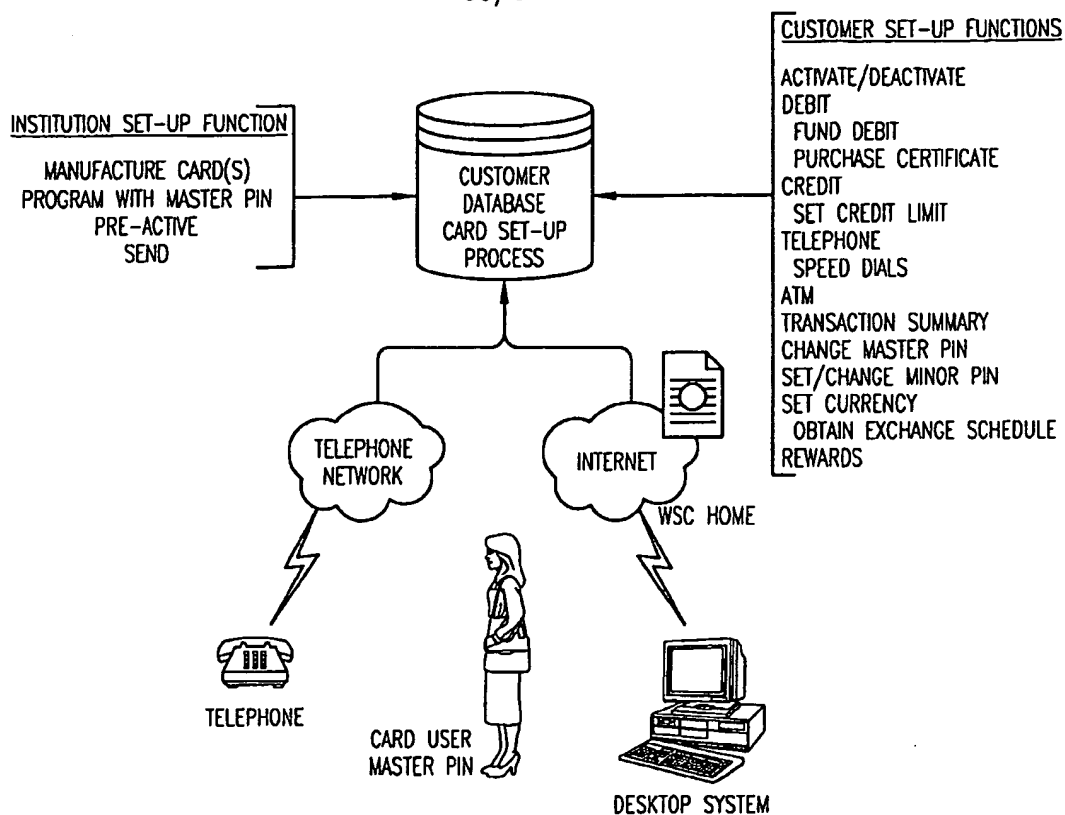 INSTITUTION SET-UP FUNCTION
MANUFACTURE CARD(S)
PROGRAM WITH MASTER PIN
PRE-ACTIVE
SEND
CUSTOMER
DATABASE
CARD SET-UP
PROCESS
CUSTOMER SET-UP FUNCTIONS
ACTIVATE/DEACTIVATE
DEBIT
FUND DEBIT
PURCHASE CERTIFICATE
CREDIT
SET CREDIT LIMIT
TELEPHONE
SPEED DIALS
ATM
TRANSACTION SUMMARY
CHANGE MASTER PIN
SET/CHANGE MINOR PIN
SET CURRENCY
OBTAIN EXCHANGE SCHEDULE
REWARDS
TELEPHONE
NETWORK
INTERNET
WSC HOME
TELEPHONE
CARD USER
MASTER PIN
DESKTOP SYSTEM